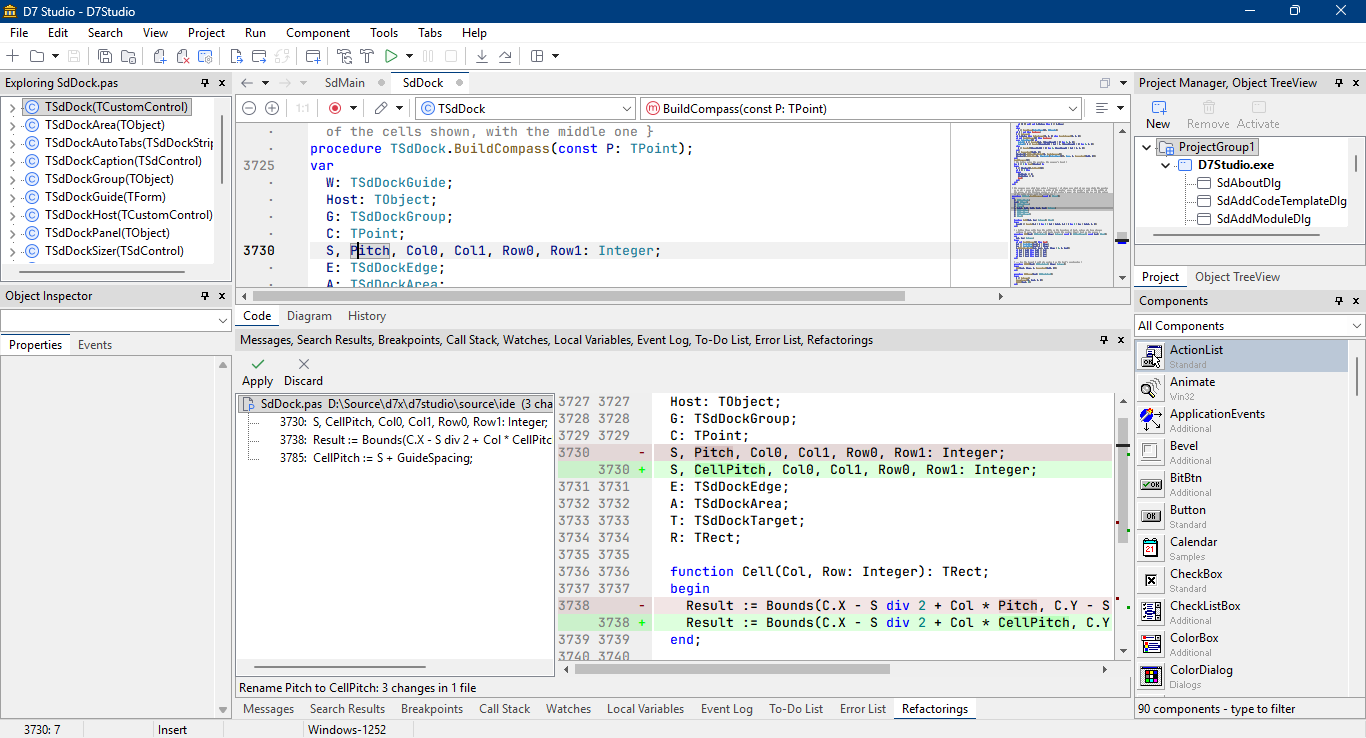 D7 Studio - D7Studio
File Edit Search View Project Run Component Tools Tabs Help
Exploring SdDock.pas
TSdDock(TCustomControl)
TSdDockArea(TObject)
TSdDockAutoTabs(TSdDockStrip
TSdDockCaption(TSdControl)
TSdDockGroup(TObject)
TSdDockGuide(TForm)
TSdDockHost(TCustomControl)
TSdDockPanel(TObject)
TSdDockSizer(TSdControl)
Object Inspector
Properties Events
SdMain SdDock
1:1 TSdDock BuildCompass(const P: TPoint)
of the cells shown, with the middle one }
procedure TSdDock.BuildCompass(const P: TPoint);
3725 var
W: TSdDockGuide;
Host: TObject;
G: TSdDockGroup;
C: TPoint;
3730 S, Pitch, Col0, Col1, Row0, Row1: Integer;
E: TSdDockEdge;
A: TSdDockArea;
Code Diagram History
Messages, Search Results, Breakpoints, Call Stack, Watches, Local Variables, Event Log, To-Do List, Error List, Refactorings
Apply Discard
SdDock.pas D:\Source\d7x\d7studio\source\ide (3 cha
3730: S, CellPitch, Col0, Col1, Row0, Row1: Integer;
3738: Result := Bounds(C.X - S div 2 + Col * CellPitc
3785: CellPitch := S + GuideSpacing;
3727 3727 Host: TObject;
3728 3728 G: TSdDockGroup;
3729 3729 C: TPoint;
3730 - S, Pitch, Col0, Col1, Row0, Row1: Integer;
3730 + S, CellPitch, Col0, Col1, Row0, Row1: Integer;
3731 3731 E: TSdDockEdge;
3732 3732 A: TSdDockArea;
3733 3733 T: TSdDockTarget;
3734 3734 R: TRect;
3735 3735
3736 3736 function Cell(Col, Row: Integer): TRect;
3737 3737 begin
3738 - Result := Bounds(C.X - S div 2 + Col * Pitch, C.Y - S
3738 + Result := Bounds(C.X - S div 2 + Col * CellPitch, C.Y
3739 3739 end;
3740 3740
Rename Pitch to CellPitch: 3 changes in 1 file
Messages Search Results Breakpoints Call Stack Watches Local Variables Event Log To-Do List Error List Refactorings
Project Manager, Object TreeView
New Remove Activate
ProjectGroup1
D7Studio.exe
SdAboutDlg
SdAddCodeTemplateDlg
SdAddModuleDlg
Project Object TreeView
Components
All Components
ActionList
Standard
Animate
Win32
ApplicationEvents
Additional
Bevel
Additional
BitBtn
Additional
Button
Standard
Calendar
Samples
CheckBox
Standard
CheckListBox
Additional
ColorBox
Additional
ColorDialog
Dialogs
90 components - type to filter
3730: 7 Insert Windows-1252